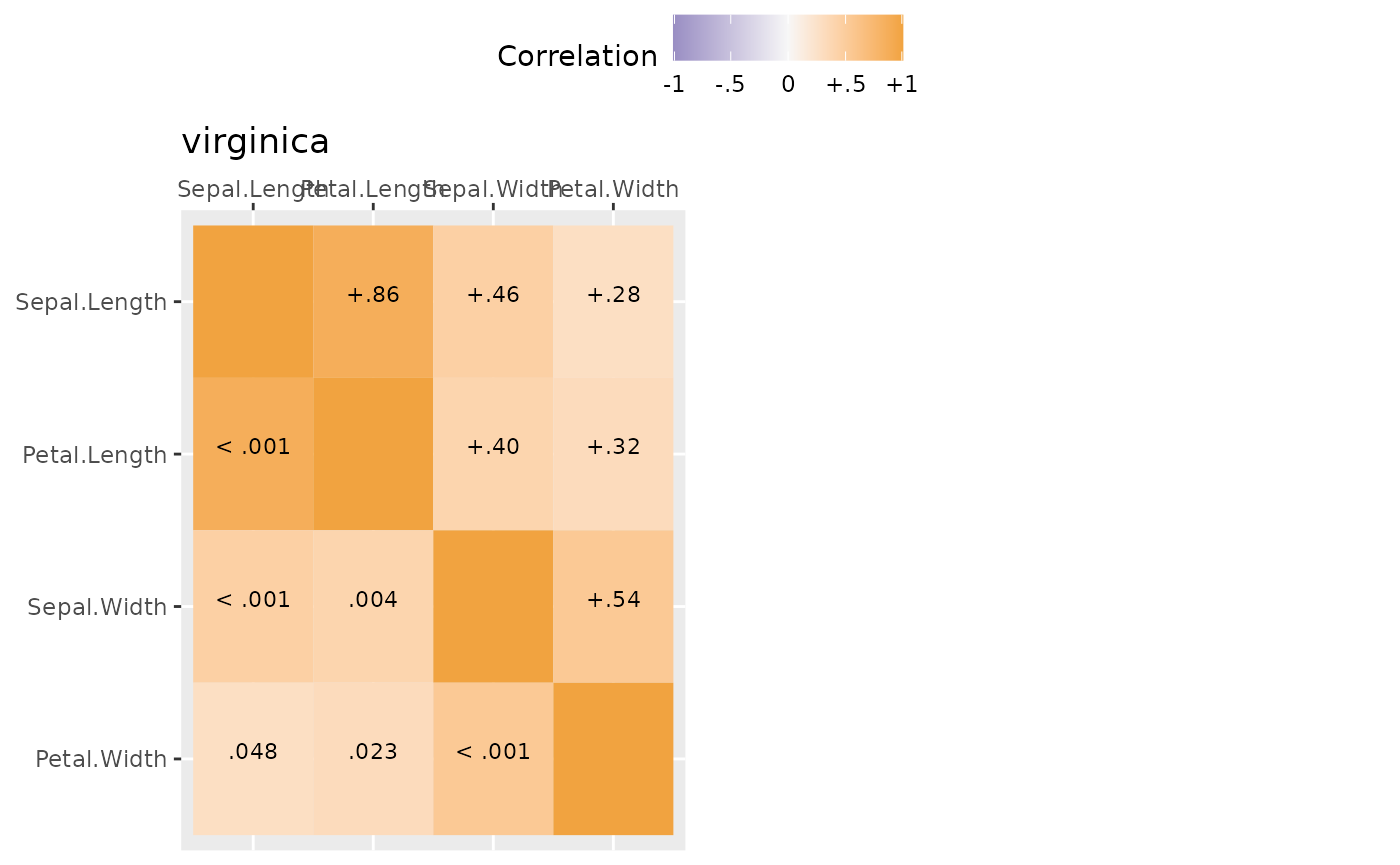 Correlation
-1 -.5 0 +.5 +1
virginica
Sepal.Length Petal.Length Sepal.Width Petal.Width
Sepal.Length +.86 +.46 +.28
Petal.Length < .001 +.40 +.32
Sepal.Width < .001 .004 +.54
Petal.Width .048 .023 < .001